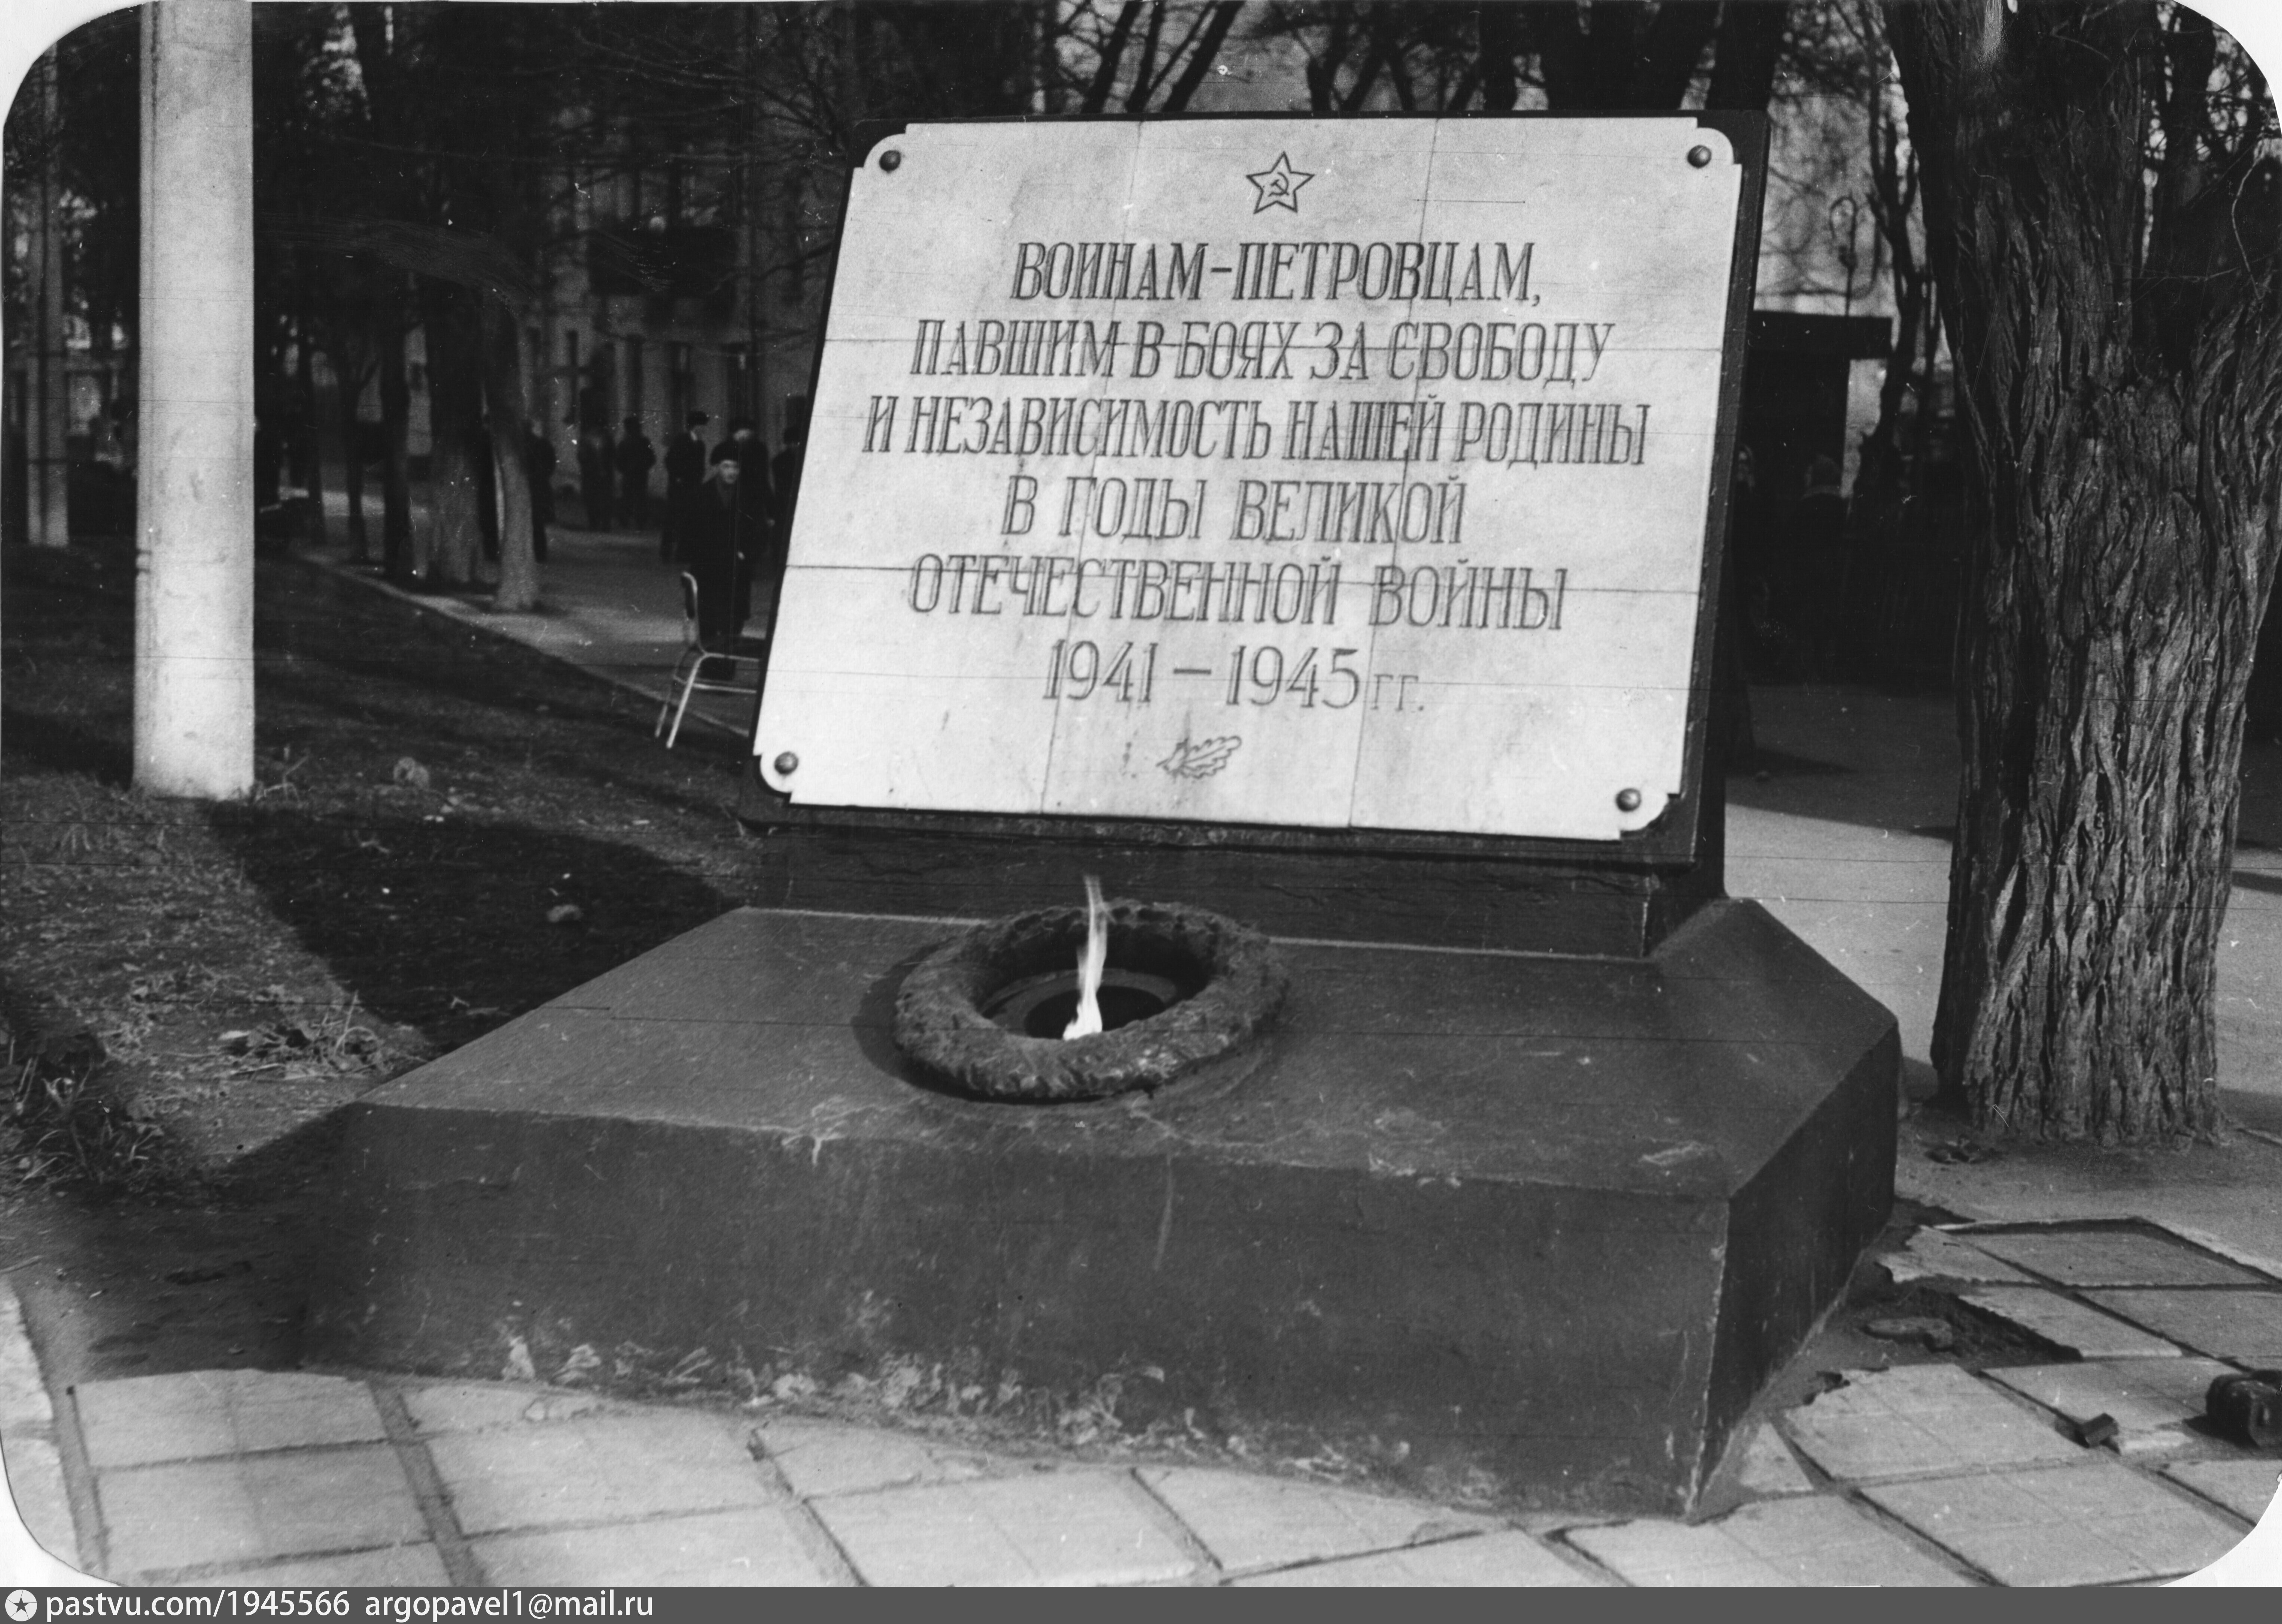 ВОИНАМ-ПЕТРОВЦАМ,
ПАВШИМ В БОЯХ ЗА СВОБОДУ
И НЕЗАВИСИМОСТЬ НАШЕЙ РОДИНЫ
В ГОДЫ ВЕЛИКОЙ
ОТЕЧЕСТВЕННОЙ ВОЙНЫ
1941-1945 гг.
pastvu.com/1945566 argopavel1@mail.ru